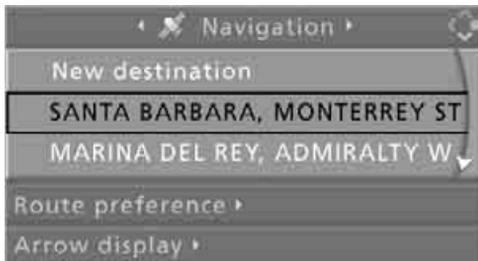 Navigation
New destination
SANTA BARBARA, MONTERREY ST
MARINA DEL REY, ADMIRALTY W
Route preference
Arrow display